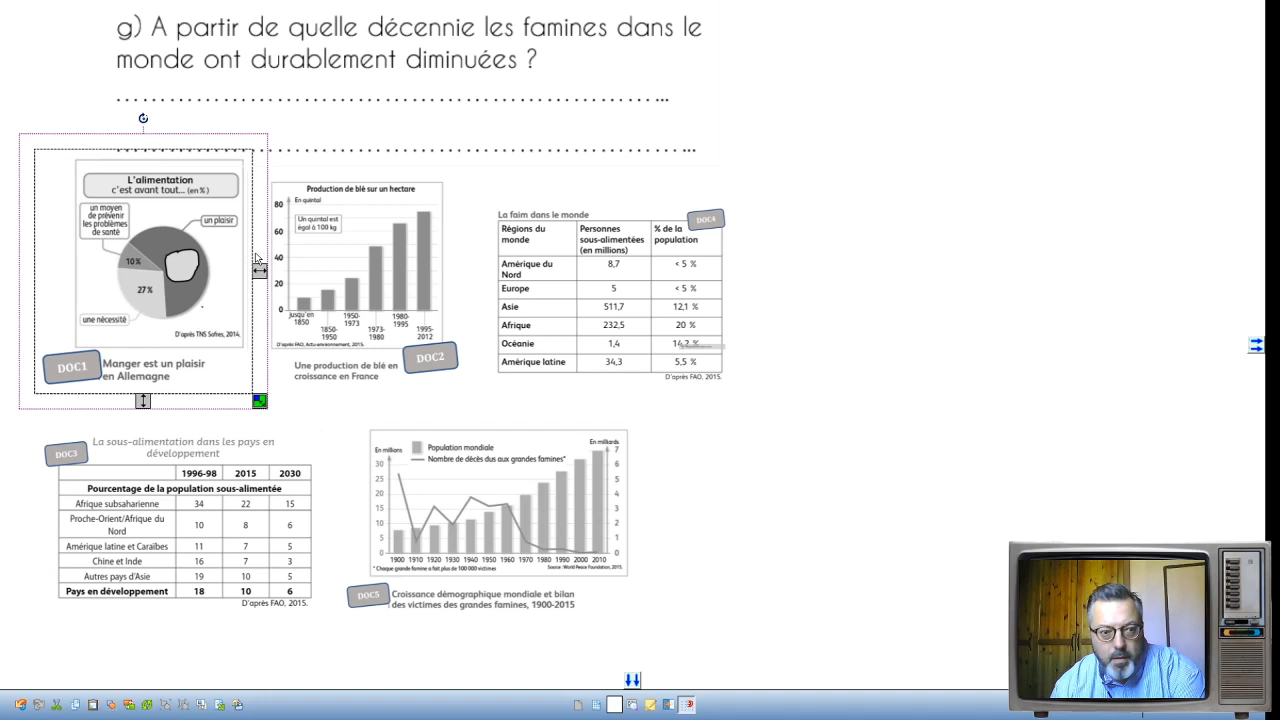 g) A partir de quelle décennie les famines dans le
monde ont durablement diminuées ?
L'alimentation
c'est avant tout... (en %)
un moyen
de prévenir
les problèmes
de santé
un plaisir
10 %
27 %
une nécessité
D'après TNS Sofres, 2014.
DOC1
Manger est un plaisir
en Allemagne
Production de blé sur un hectare
En quintal
Un quintal est
égal à 100 kg
80
60
40
20
0
Jusqu'en
1850
1850-
1950
1950-
1973
1973-
1980
1980-
1995
1995-
2012
D'après FAO, Actu-environnement, 2015.
DOC2
Une production de blé en
croissance en France
La faim dans le monde
DOC4
Régions du
monde
Personnes
sous-alimentées
(en millions)
% de la
population
Amérique du
Nord
8,7
< 5 %
Europe
5
< 5 %
Asie
511,7
12,1 %
Afrique
232,5
20 %
Océanie
1,4
14,2 %
Amérique latine
34,3
5,5 %
D'après FAO, 2015.
DOC3
La sous-alimentation dans les pays en
développement
1996-98 2015 2030
Pourcentage de la population sous-alimentée
Afrique subsaharienne 34 22 15
Proche-Orient/Afrique du
Nord
10 8 6
Amérique latine et Caraïbes 11 7 5
Chine et Inde 16 7 3
Autres pays d'Asie 19 10 5
Pays en développement 18 10 6
D'après FAO, 2015.
En millions
Population mondiale
Nombre de décès dus aux grandes famines*
En milliards
30
25
20
15
10
5
0
7
6
5
4
3
2
1
0
1900 1910 1920 1930 1940 1950 1960 1970 1980 1990 2000 2010
* Chaque grande famine a fait plus de 100 000 victimes
Source : World Peace Foundation, 2015.
DOC5
Croissance démographique mondiale et bilan
des victimes des grandes famines, 1900-2015